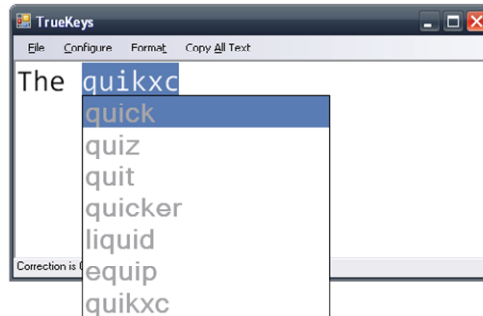 TrueKeys
File Configure Format Copy All Text
The quikxc
quick
quiz
quit
quicker
liquid
Correction is
equip
quikxc